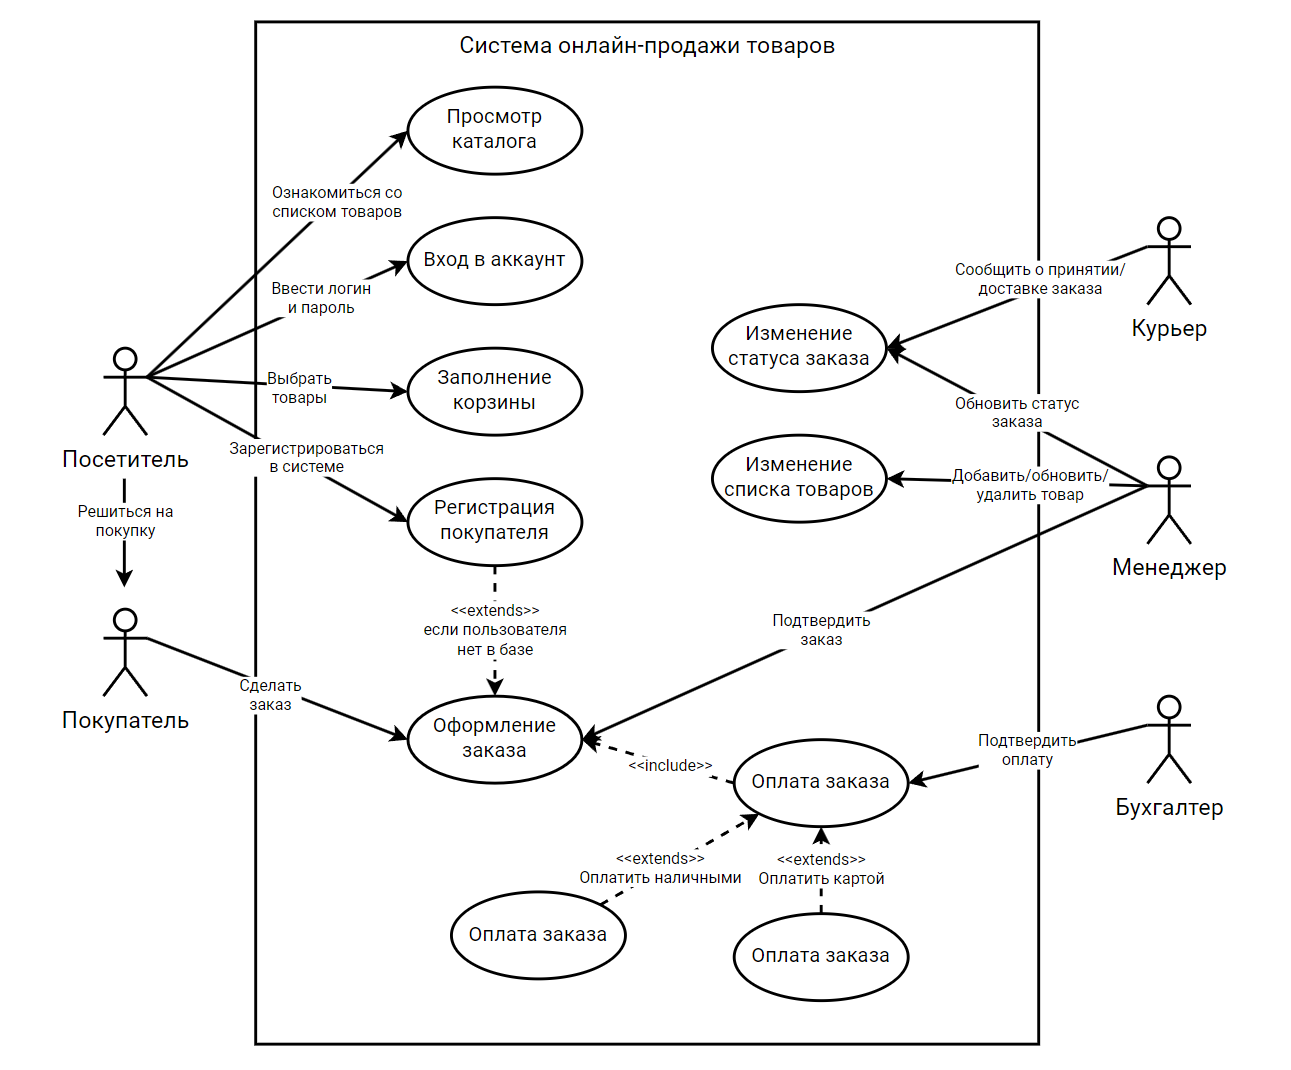 Система онлайн-продажи товаров
Просмотр
каталога
Ознакомиться со
списком товаров
Вход в аккаунт
Ввести логин
и пароль
Заполнение
корзины
Выбрать
товары
Посетитель
Зарегистрироваться
в системе
Регистрация
покупателя
Решиться на
покупку
<<extends>>
если пользователя
нет в базе
Покупатель
Сделать
заказ
Оформление
заказа
<<include>>
Оплата заказа
<<extends>>
Оплатить наличными
<<extends>>
Оплатить картой
Оплата заказа
Оплата заказа
Сообщить о принятии/
доставке заказа
Курьер
Изменение
статуса заказа
Обновить статус
заказа
Изменение
списка товаров
Добавить/обновить/
удалить товар
Менеджер
Подтвердить
заказ
Подтвердить
оплату
Бухгалтер